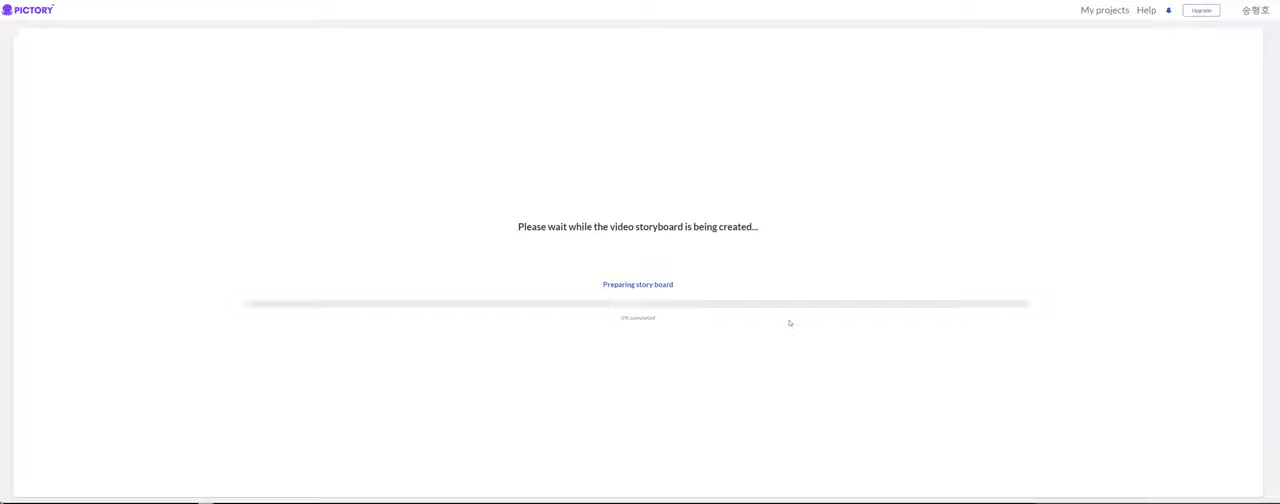 PICTORY
My projects Help Upgrade 송형호
Please wait while the video storyboard is being created...
Preparing story board
0% completed